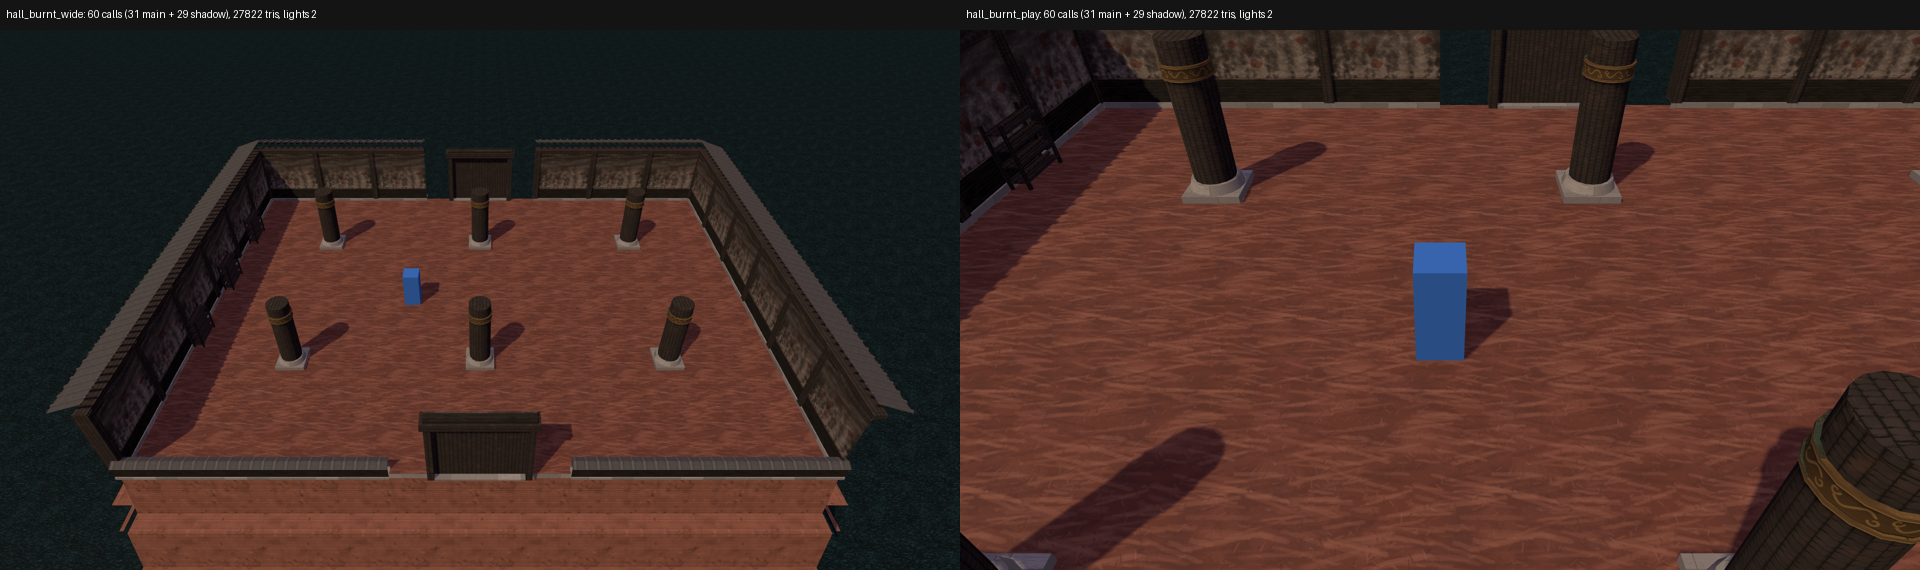 hall_burnt_wide: 60 calls (31 main + 29 shadow), 27822 tris, lights 2
hall_burnt_play: 60 calls (31 main + 29 shadow), 27822 tris, lights 2